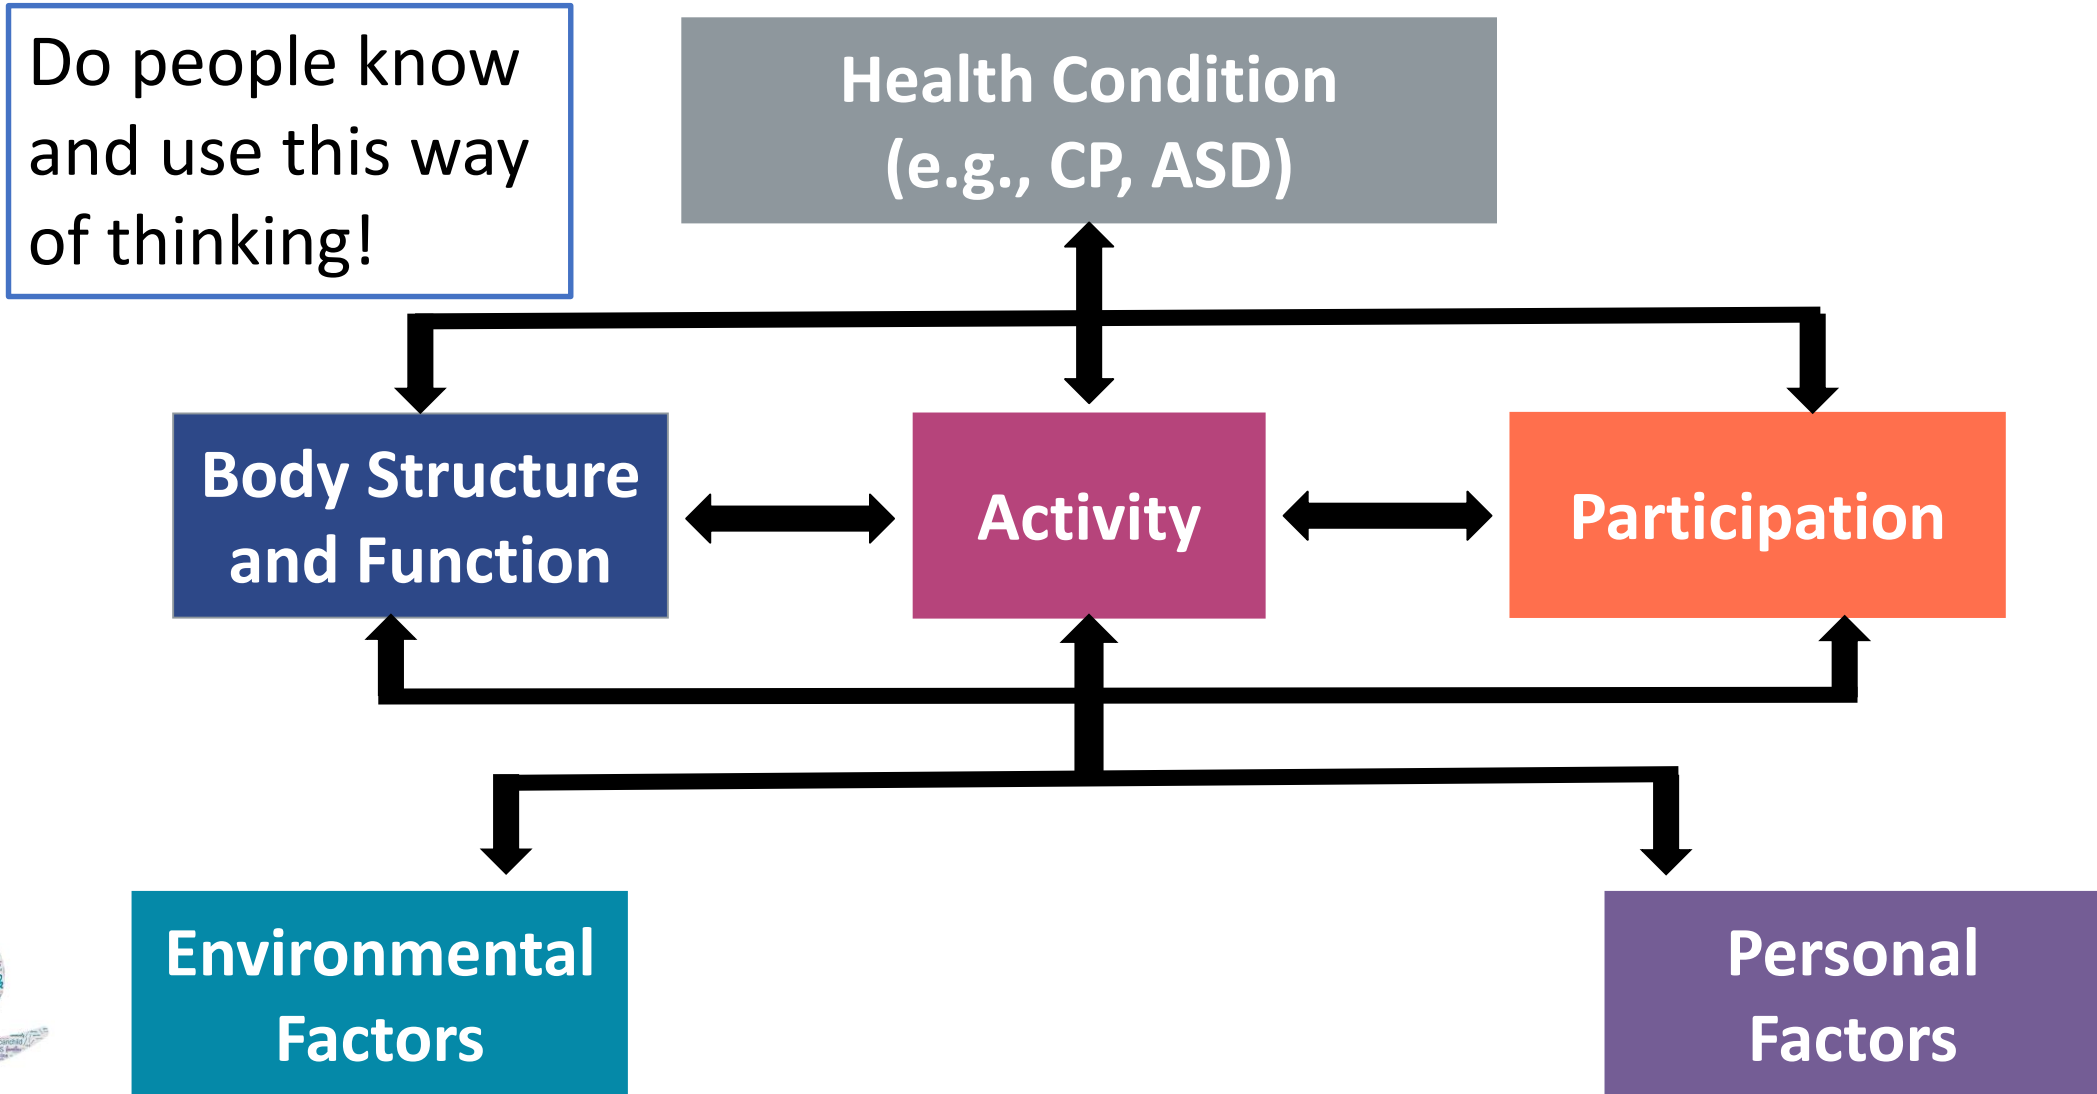 Do people know
and use this way
of thinking!
Health Condition
(e.g., CP, ASD)
Body Structure
and Function
Activity
Participation
Environmental
Factors
Personal
Factors